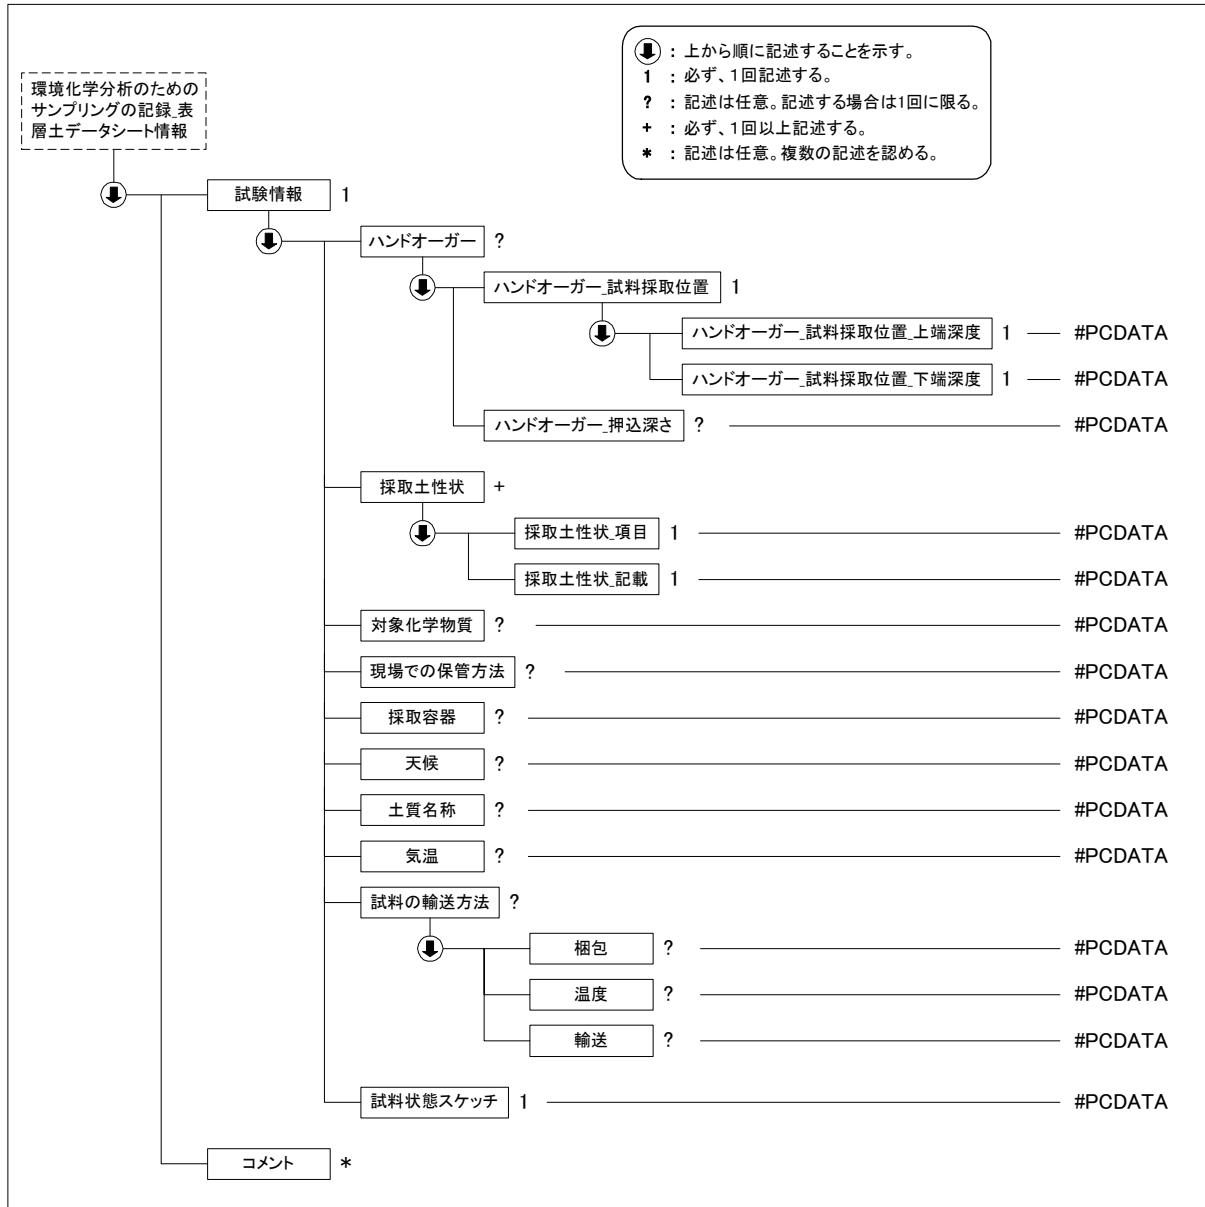 : 上から順に記述することを示す。
1 : 必ず、1回記述する。
? : 記述は任意。記述する場合は1回に限る。
+ : 必ず、1回以上記述する。
* : 記述は任意。複数の記述を認める。
環境化学分析のための
サンプリングの記録_表
層土データシート情報
試験情報 1
ハンドオーガー ?
ハンドオーガー_試料採取位置 1
ハンドオーガー_試料採取位置_上端深度 1 #PCDATA
ハンドオーガー_試料採取位置_下端深度 1 #PCDATA
ハンドオーガー_押込深さ ? #PCDATA
採取土性状 +
採取土性状_項目 1 #PCDATA
採取土性状_記載 1 #PCDATA
対象化学物質 ? #PCDATA
現場での保管方法 ? #PCDATA
採取容器 ? #PCDATA
天候 ? #PCDATA
土質名称 ? #PCDATA
気温 ? #PCDATA
試料の輸送方法 ?
梱包 ? #PCDATA
温度 ? #PCDATA
輸送 ? #PCDATA
試料状態スケッチ 1 #PCDATA
コメント *